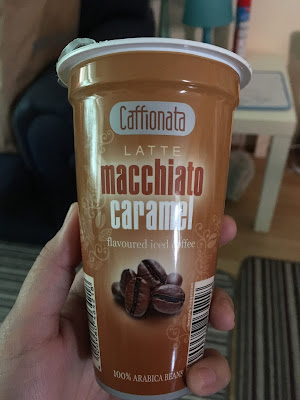 Caffionata
LATTE
macchiato
caramel
flavoured iced coffee
100% ARABICA BEANS